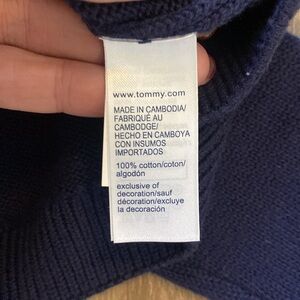 www.tommy.com
MADE IN CAMBODIA/
FABRIQUÉ AU
CAMBODGE/
HECHO EN CAMBOYA
CON INSUMOS
IMPORTADOS
100% cotton/coton/
algodón
exclusive of
decoration/sauf
décoration/excluye
la decoración